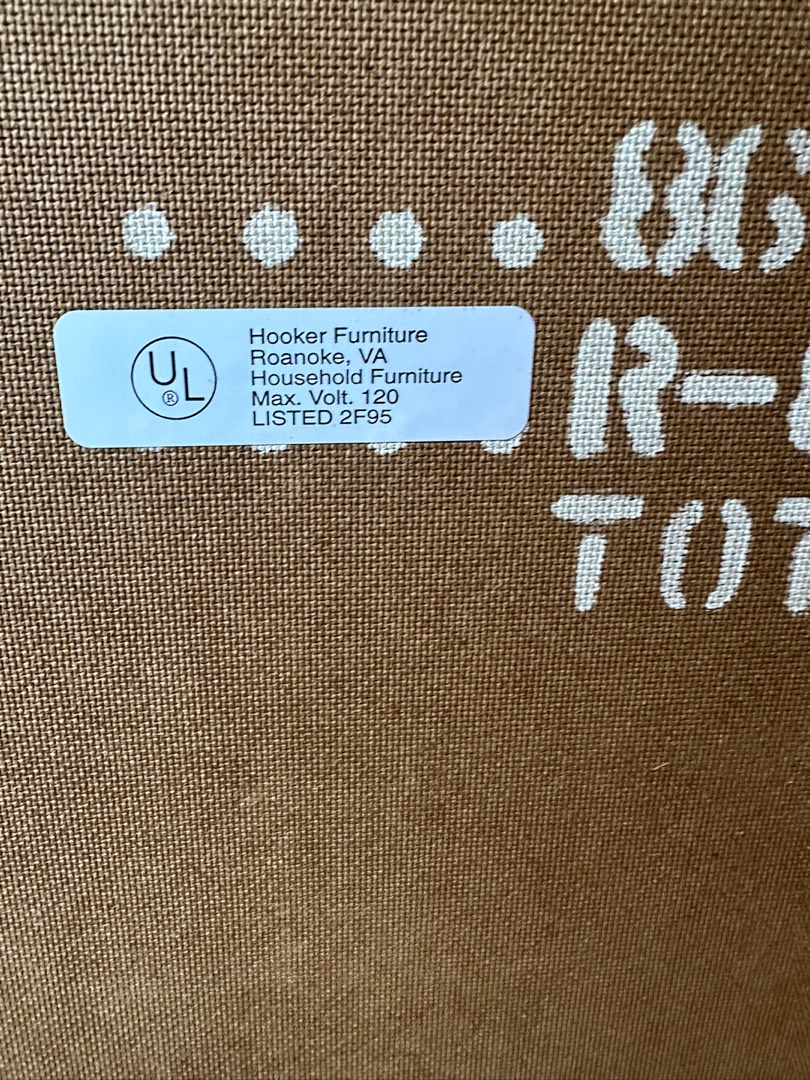 UL®
Hooker Furniture
Roanoke, VA
Household Furniture
Max. Volt. 120
LISTED 2F95